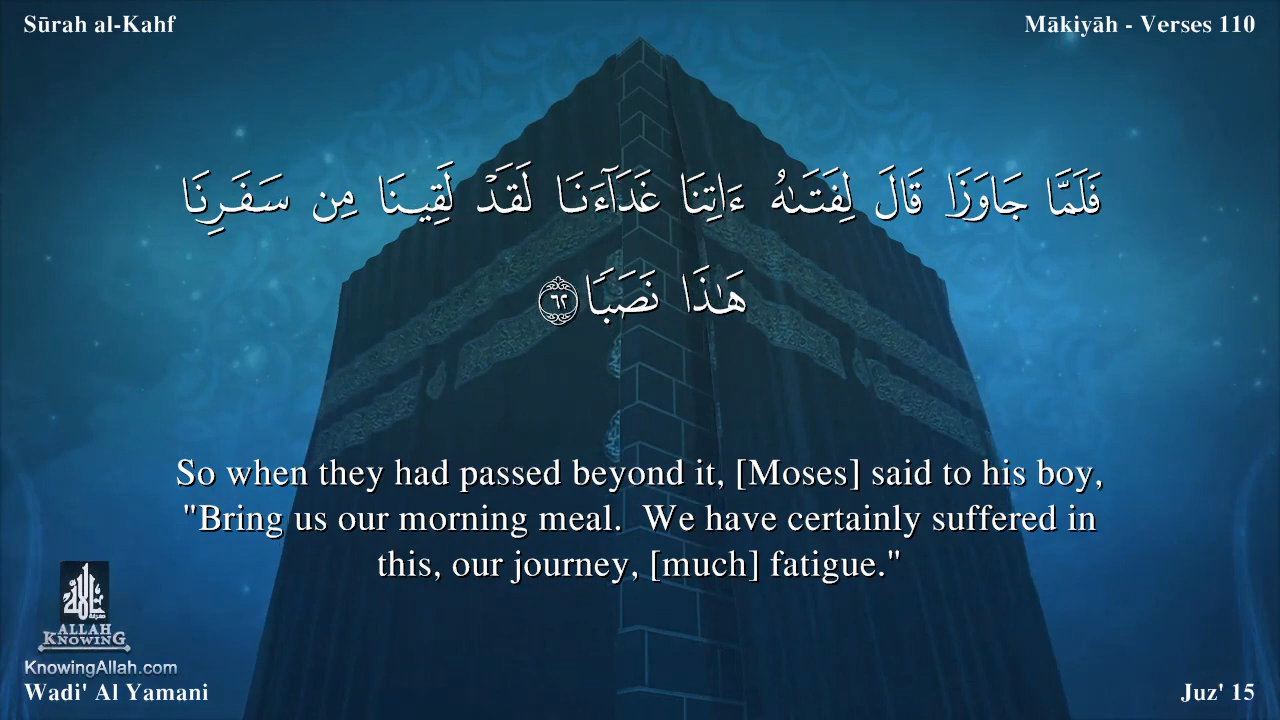 Sūrah al-Kahf
Mākiyāh - Verses 110
فَلَمَّا جَاوَزَا قَالَ لِفَتَىٰهُ ءَاتِنَا غَدَآءَنَا لَقَدْ لَقِينَا مِن سَفَرِنَا
هَٰذَا نَصَبًا ٦٢
So when they had passed beyond it, [Moses] said to his boy,
"Bring us our morning meal.  We have certainly suffered in
this, our journey, [much] fatigue."
ALLAH
KNOWING
KnowingAllah.com
Wadi' Al Yamani
Juz' 15